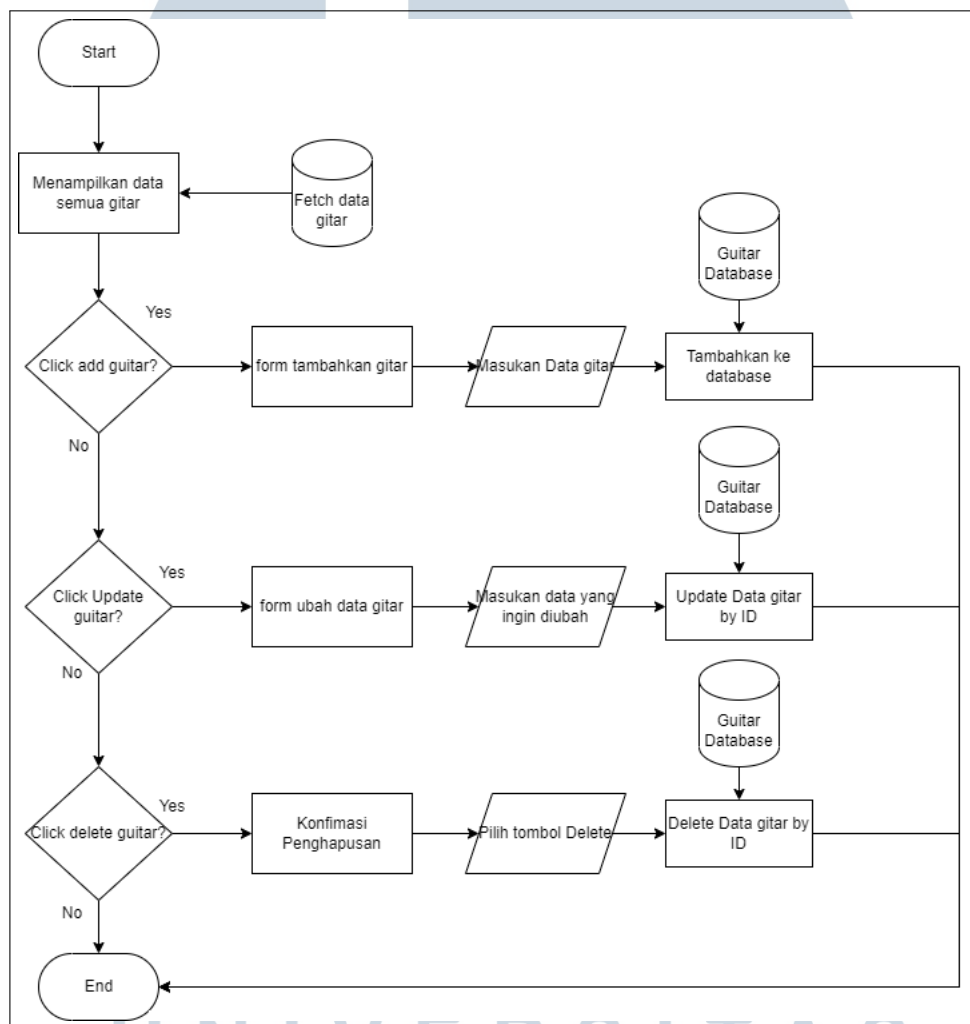 Start
Menampilkan data
semua gitar
Fetch data
gitar
Guitar
Database
Yes
Click add guitar?
form tambahkan gitar
Masukan Data gitar
Tambahkan ke
database
No
Guitar
Database
Yes
Click Update
guitar?
form ubah data gitar
Masukan data yang
ingin diubah
Update Data gitar
by ID
No
Guitar
Database
Yes
Click delete guitar?
Konfimasi
Penghapusan
Pilih tombol Delete
Delete Data gitar by
ID
No
End